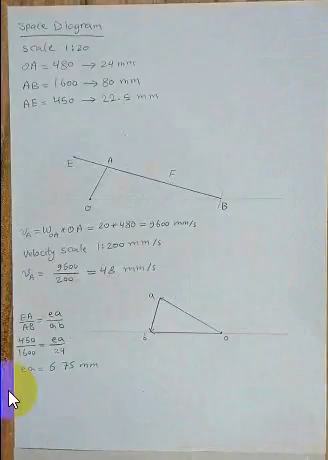 Space Diagram
Scale 1:20
OA = 480 → 24 mm
AB = 1600 → 80 mm
AE = 450 → 22.5 mm
E A F
O B
VA = WOA * OA = 20 * 480 = 9600 mm/s
Velocity scale 1:200 mm/s
VA = 9600 / 200 = 48 mm/s
EA / AB = ea / ab
a
b o
450 / 1600 = ea / 24
ea = 6.75 mm